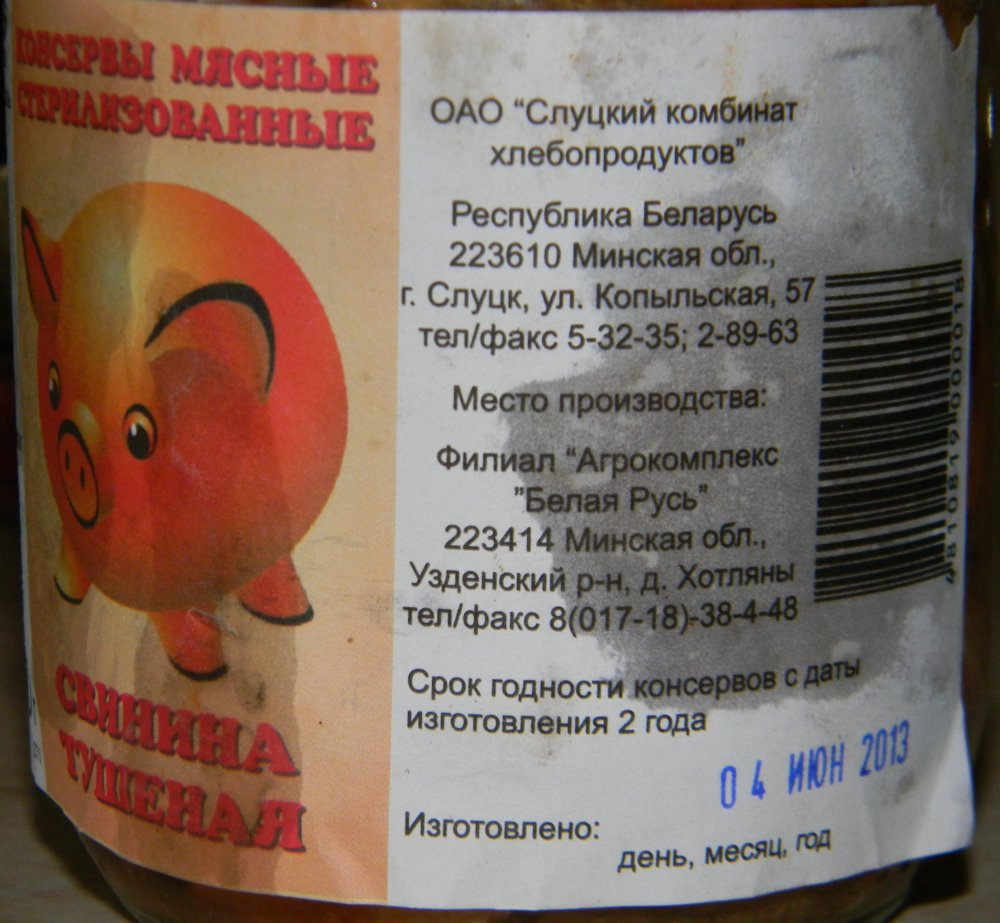 КОНСЕРВЫ МЯСНЫЕ
СТЕРИЛИЗОВАННЫЕ
СВИНИНА
ТУШЕНАЯ
ОАО “Слуцкий комбинат
хлебопродуктов”
Республика Беларусь
223610 Минская обл.,
г. Слуцк, ул. Копыльская, 57
тел/факс 5-32-35; 2-89-63
Место производства:
Филиал “Агрокомплекс
”Белая Русь”
223414 Минская обл.,
Узденский р-н, д. Хотляны
тел/факс 8(017-18)-38-4-48
Срок годности консервов с даты
изготовления 2 года
04 ИЮН 2013
Изготовлено:
день, месяц, год
4810819000018